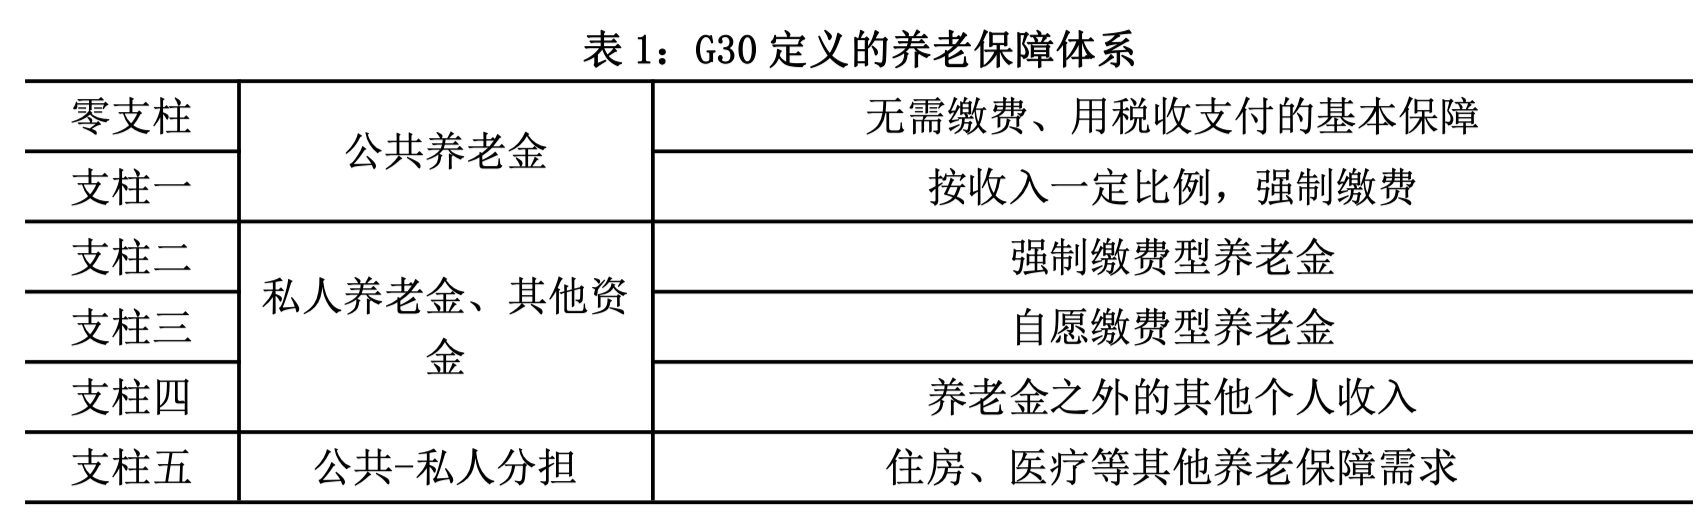 表 1：G30 定义的养老保障体系
零支柱
公共养老金
无需缴费、用税收支付的基本保障
支柱一
按收入一定比例，强制缴费
支柱二
私人养老金、其他资
金
强制缴费型养老金
支柱三
自愿缴费型养老金
支柱四
养老金之外的其他个人收入
支柱五
公共-私人分担
住房、医疗等其他养老保障需求